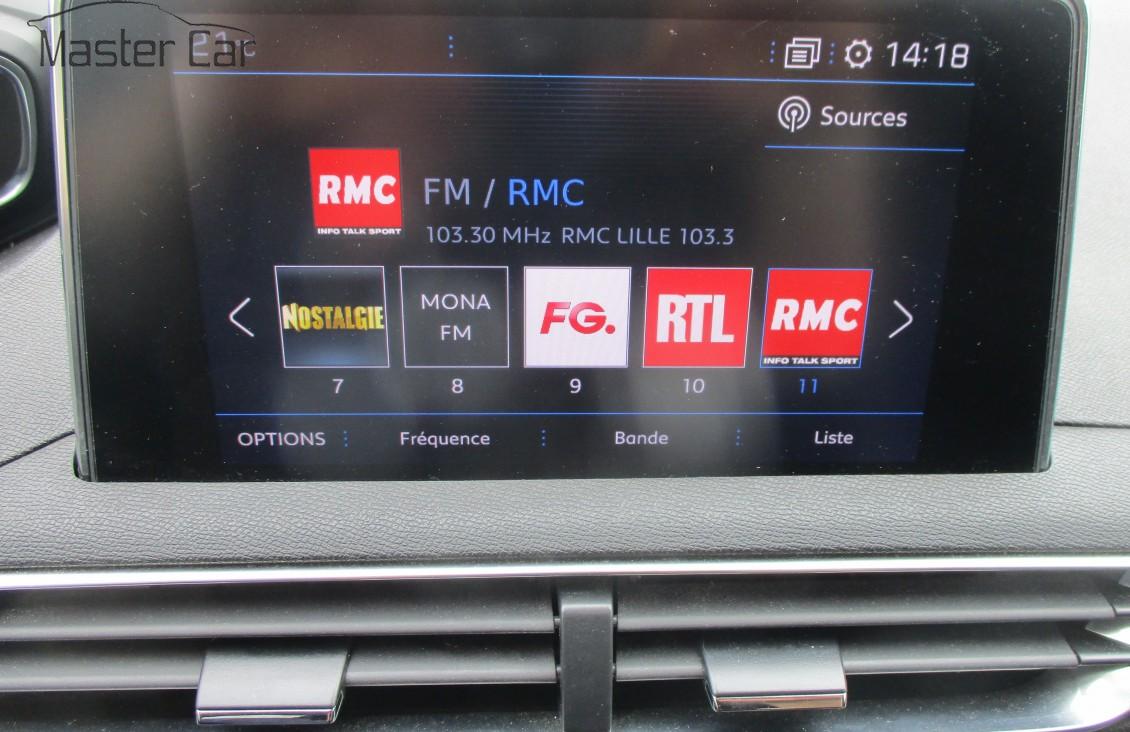 Master Car
14:18
Sources
RMC
INFO TALK SPORT
FM / RMC
103.30 MHz RMC LILLE 103.3
NOSTALGIE
MONA
FM
FG.
RTL
RMC
INFO TALK SPORT
7 8 9 10 11
OPTIONS Fréquence Bande Liste